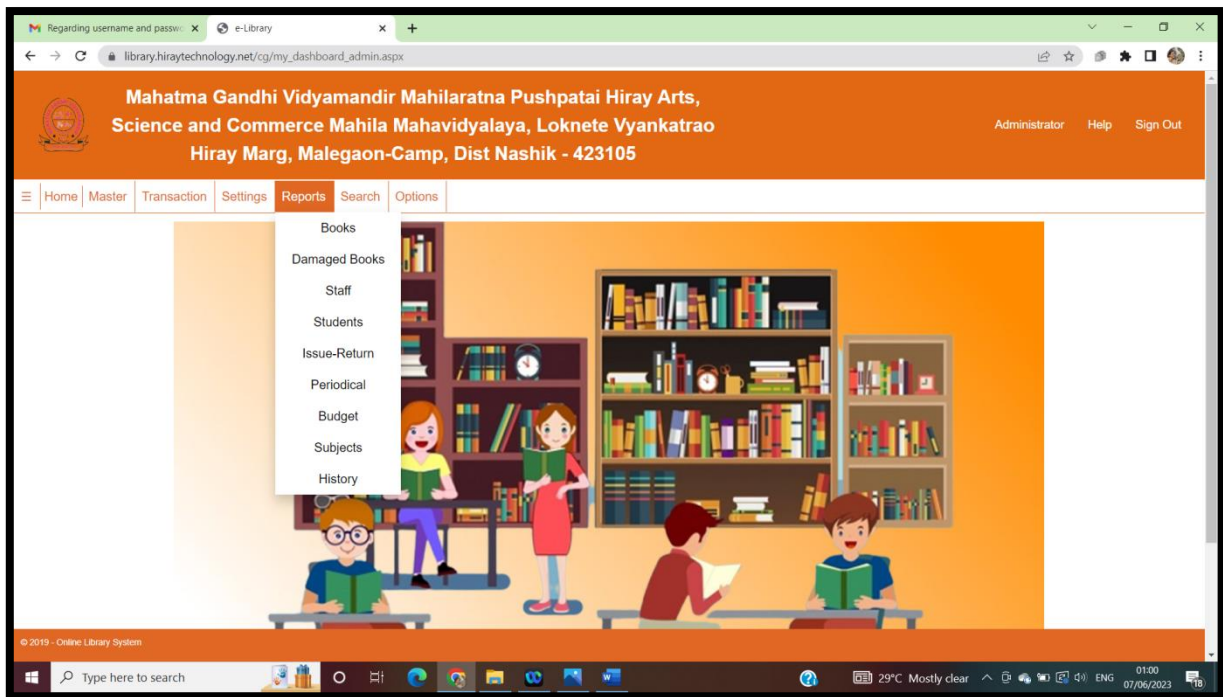 Regarding username and passwo
e-Library
library.hiraytechnology.net/cg/my_dashboard_admin.aspx
Mahatma Gandhi Vidyamandir Mahilaratna Pushpatai Hiray Arts,
Science and Commerce Mahila Mahavidyalaya, Loknete Vyankatrao
Hiray Marg, Malegaon-Camp, Dist Nashik - 423105
Administrator Help Sign Out
Home Master Transaction Settings Reports Search Options
Books
Damaged Books
Staff
Students
Issue-Return
Periodical
Budget
Subjects
History
© 2019 - Online Library System
Type here to search
29°C Mostly clear
ENG
01:00
07/06/2023
18